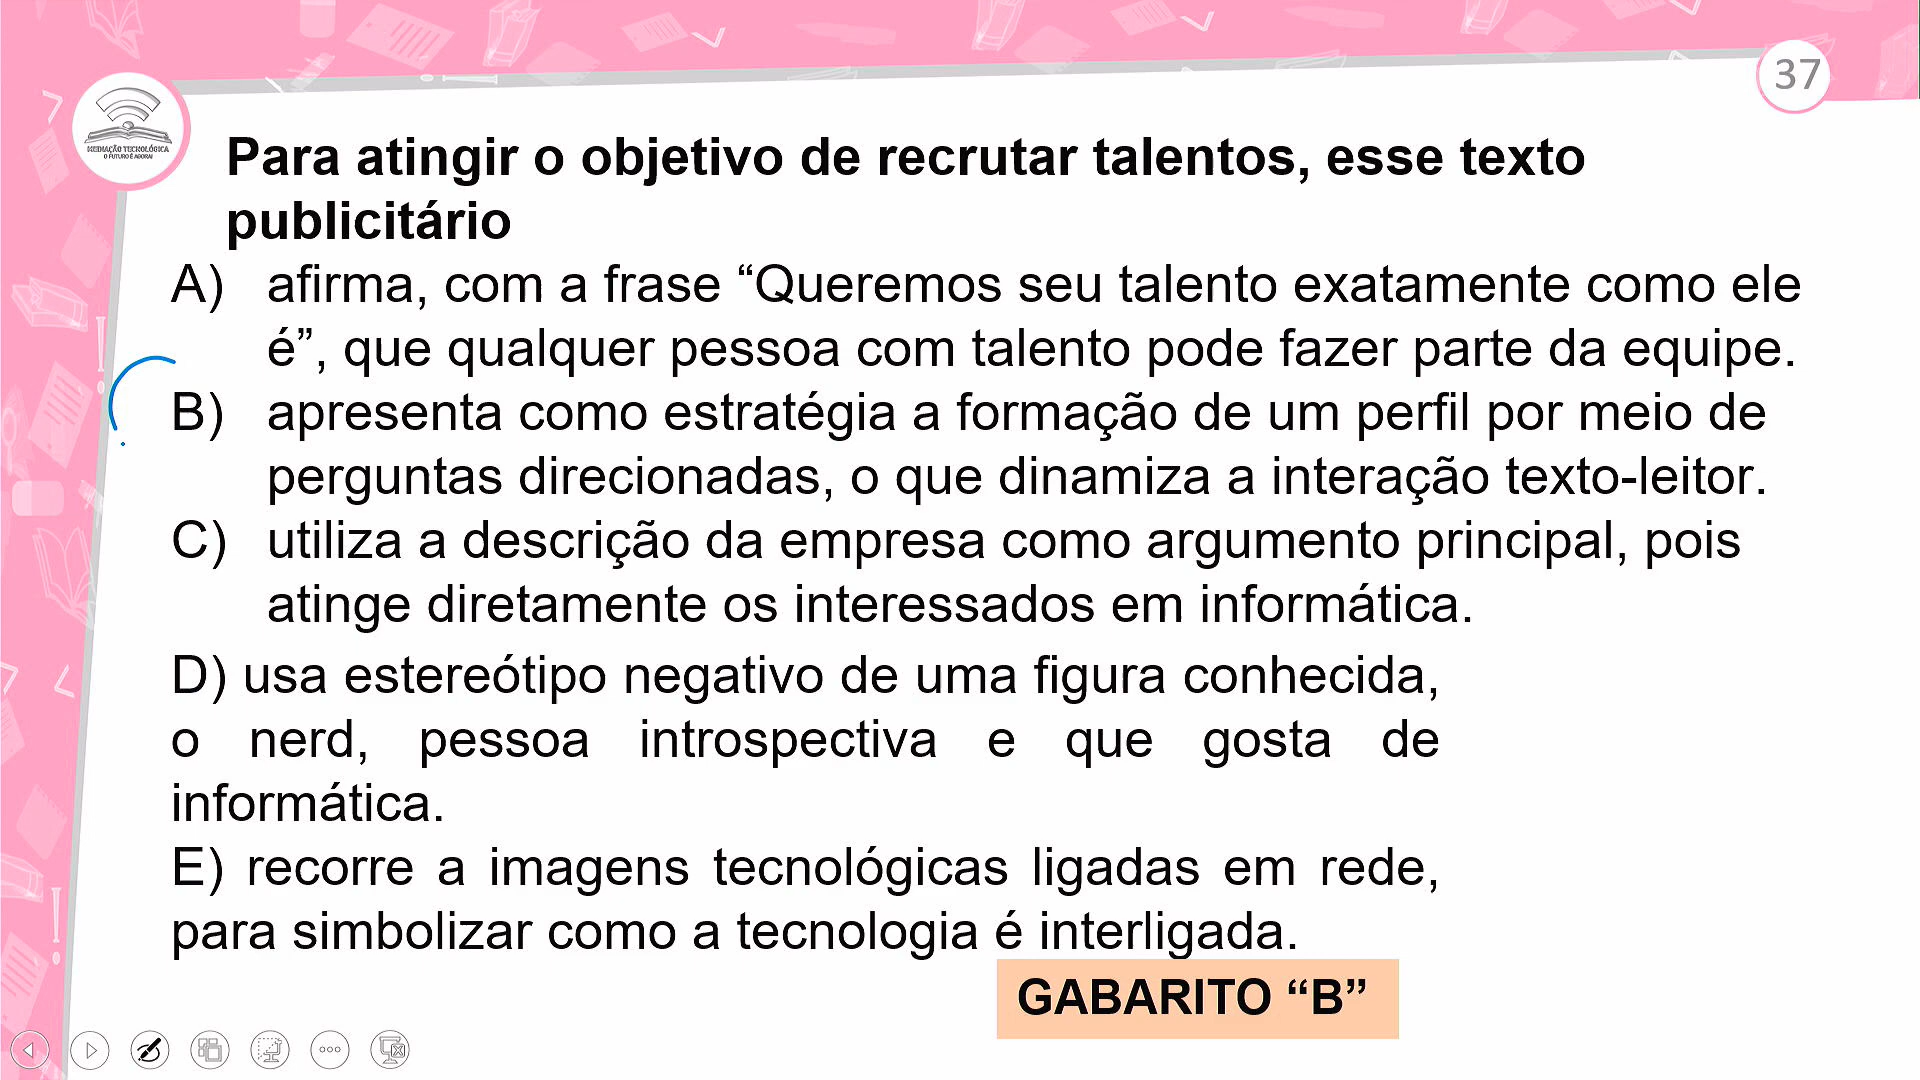 37
MEDIAÇÃO TECNOLÓGICA
O FUTURO É AGORA!
Para atingir o objetivo de recrutar talentos, esse texto
publicitário
A) afirma, com a frase “Queremos seu talento exatamente como ele
é”, que qualquer pessoa com talento pode fazer parte da equipe.
B) apresenta como estratégia a formação de um perfil por meio de
perguntas direcionadas, o que dinamiza a interação texto-leitor.
C) utiliza a descrição da empresa como argumento principal, pois
atinge diretamente os interessados em informática.
D) usa estereótipo negativo de uma figura conhecida,
o nerd, pessoa introspectiva e que gosta de
informática.
E) recorre a imagens tecnológicas ligadas em rede,
para simbolizar como a tecnologia é interligada.
GABARITO “B”